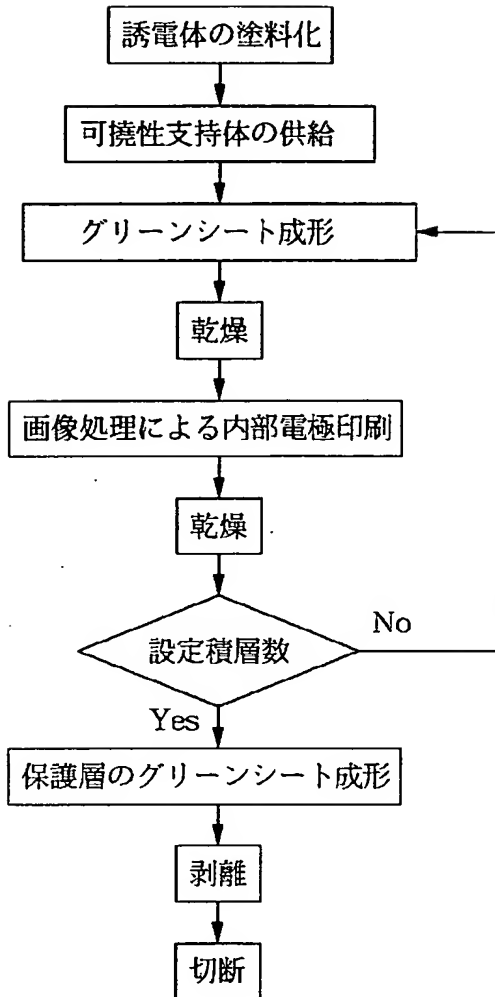 誘電体の塗料化
可撓性支持体の供給
グリーンシート成形
乾燥
画像処理による内部電極印刷
乾燥
設定積層数
No
Yes
保護層のグリーンシート成形
剥離
切断